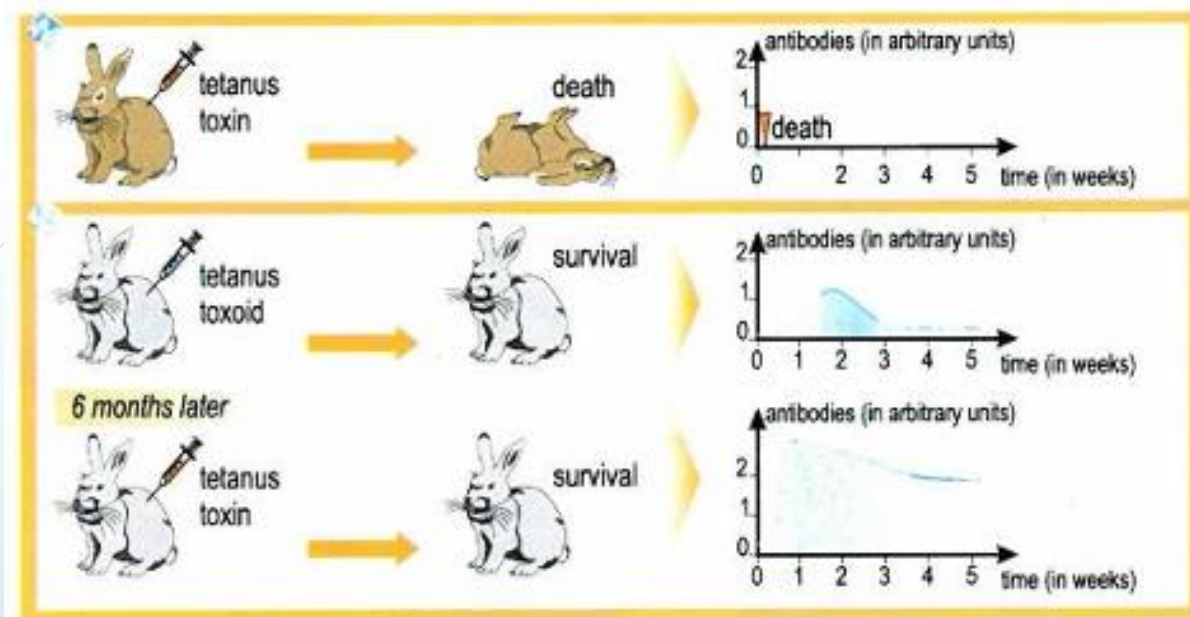 tetanus
toxin
death
antibodies (in arbitrary units)
2
1
0
death
0 2 3 4 5 time (in weeks)
tetanus
toxoid
survival
antibodies (in arbitrary units)
2
1
0
0 1 2 3 4 5 time (in weeks)
6 months later
tetanus
toxin
survival
antibodies (in arbitrary units)
2
1
0
0 1 2 3 4 5 time (in weeks)